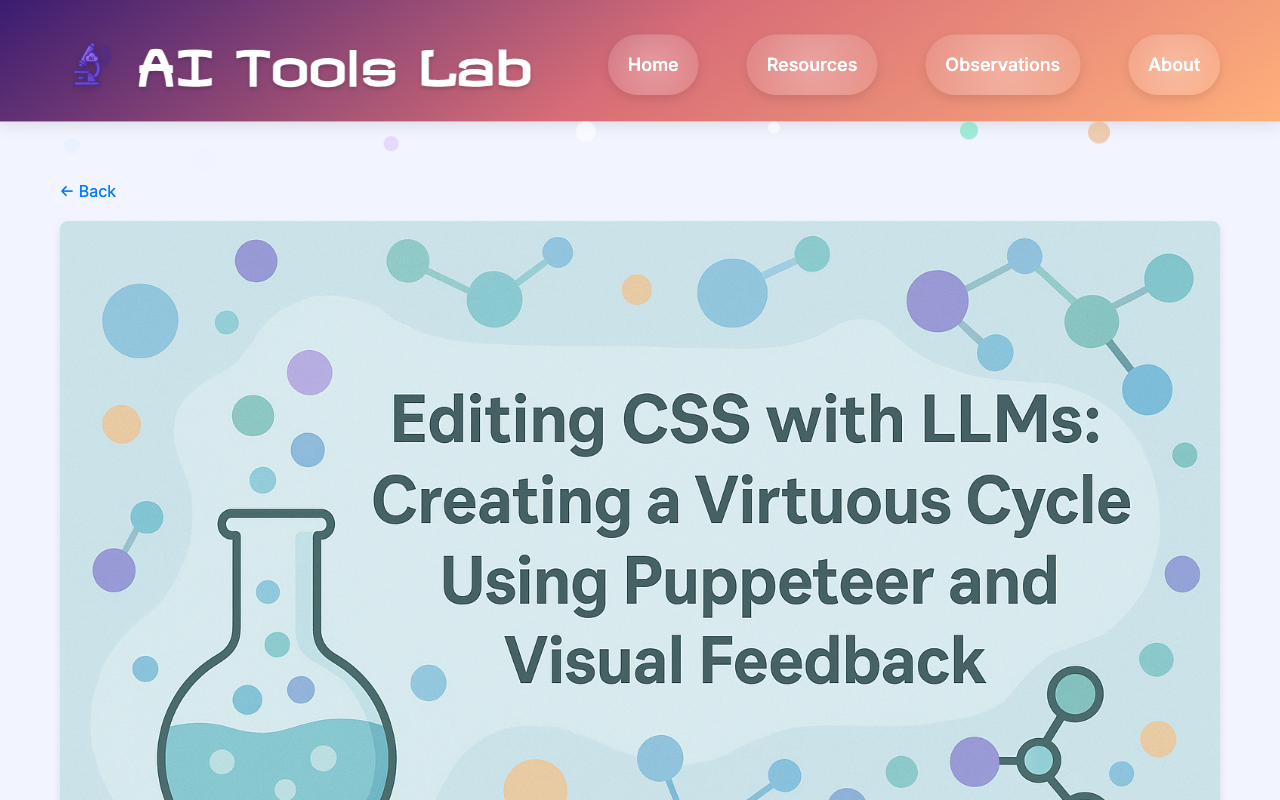 AI Tools Lab
Home
Resources
Observations
About
← Back
Editing CSS with LLMs:
Creating a Virtuous Cycle
Using Puppeteer and
Visual Feedback